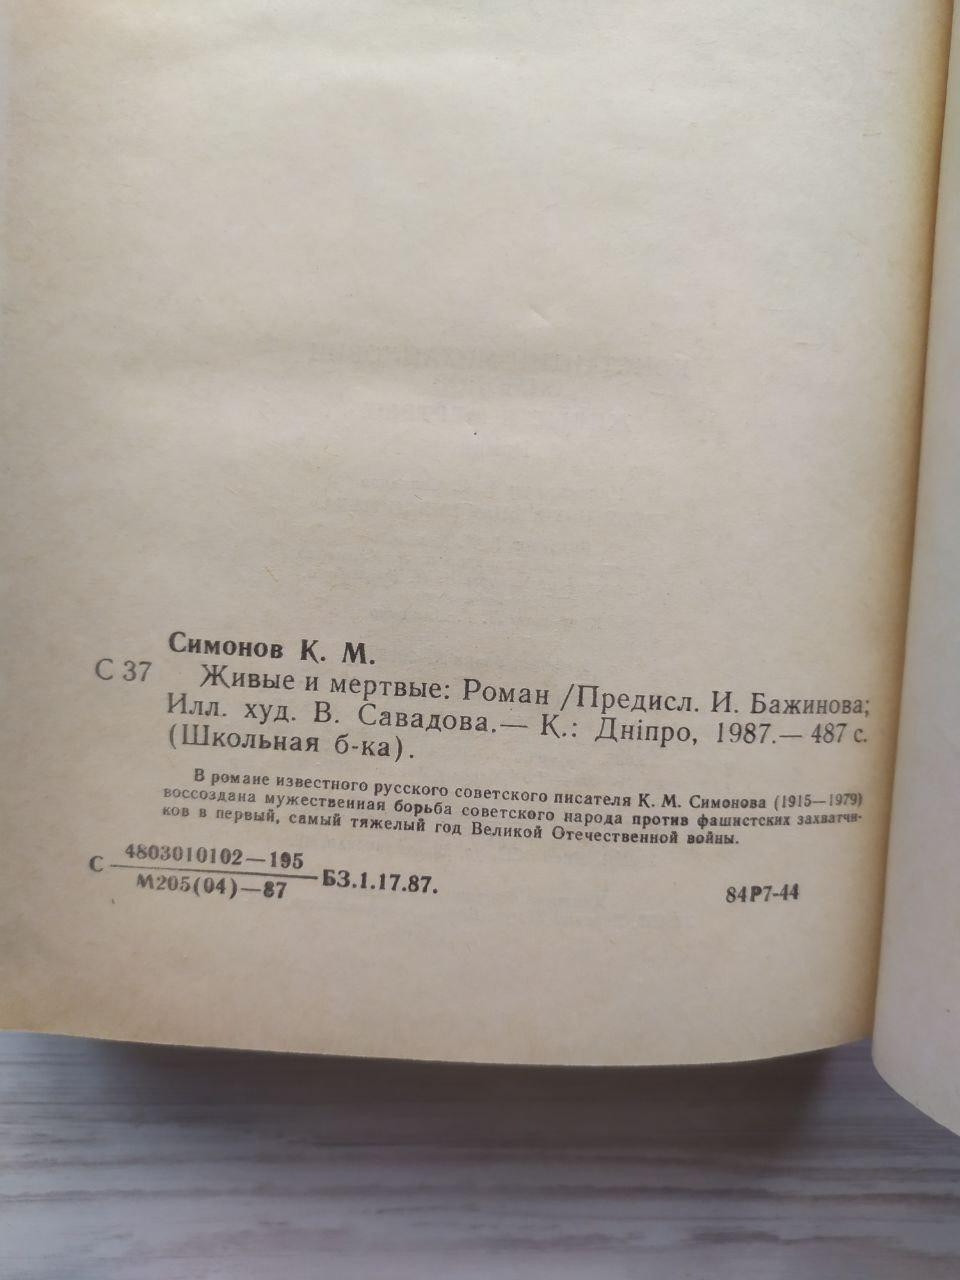 Симонов К. М.
С 37 Живые и мертвые: Роман /Предисл. И. Бажинова;
Илл. худ. В. Савадова.— К.: Дніпро, 1987.— 487 с.
(Школьная б-ка).
В романе известного русского советского писателя К. М. Симонова (1915—1979)
воссоздана мужественная борьба советского народа против фашистских захватчи-
ков в первый, самый тяжелый год Великой Отечественной войны.
С 4803010102—195
М205(04)—87 БЗ.1.17.87.
84Р7-44